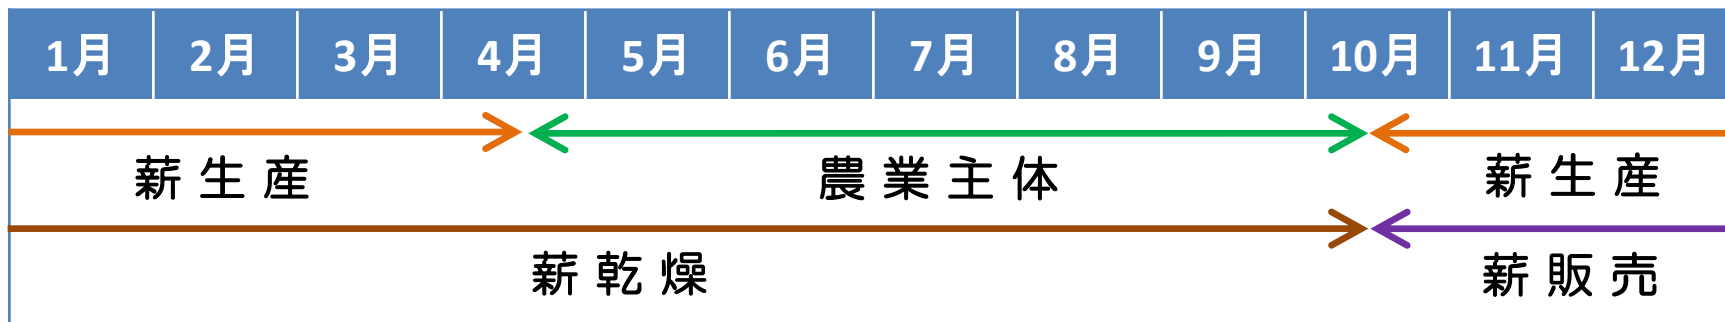 1月 2月 3月 4月 5月 6月 7月 8月 9月 10月 11月 12月
薪生産 農業主体 薪生産
薪乾燥 薪販売